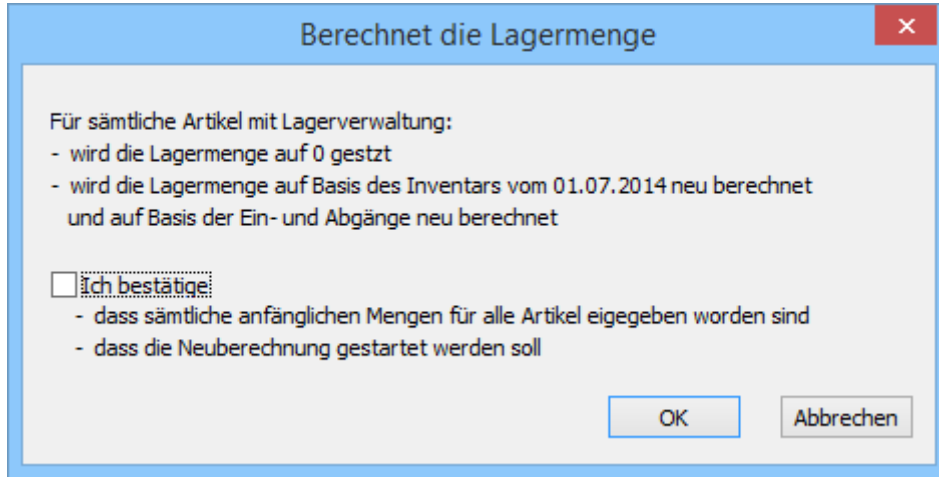 Berechnet die Lagermenge
Für sämtliche Artikel mit Lagerverwaltung:
- wird die Lagermenge auf 0 gestzt
- wird die Lagermenge auf Basis des Inventars vom 01.07.2014 neu berechnet
und auf Basis der Ein- und Abgänge neu berechnet
Ich bestätige
- dass sämtliche anfänglichen Mengen für alle Artikel eigegeben worden sind
- dass die Neuberechnung gestartet werden soll
OK Abbrechen